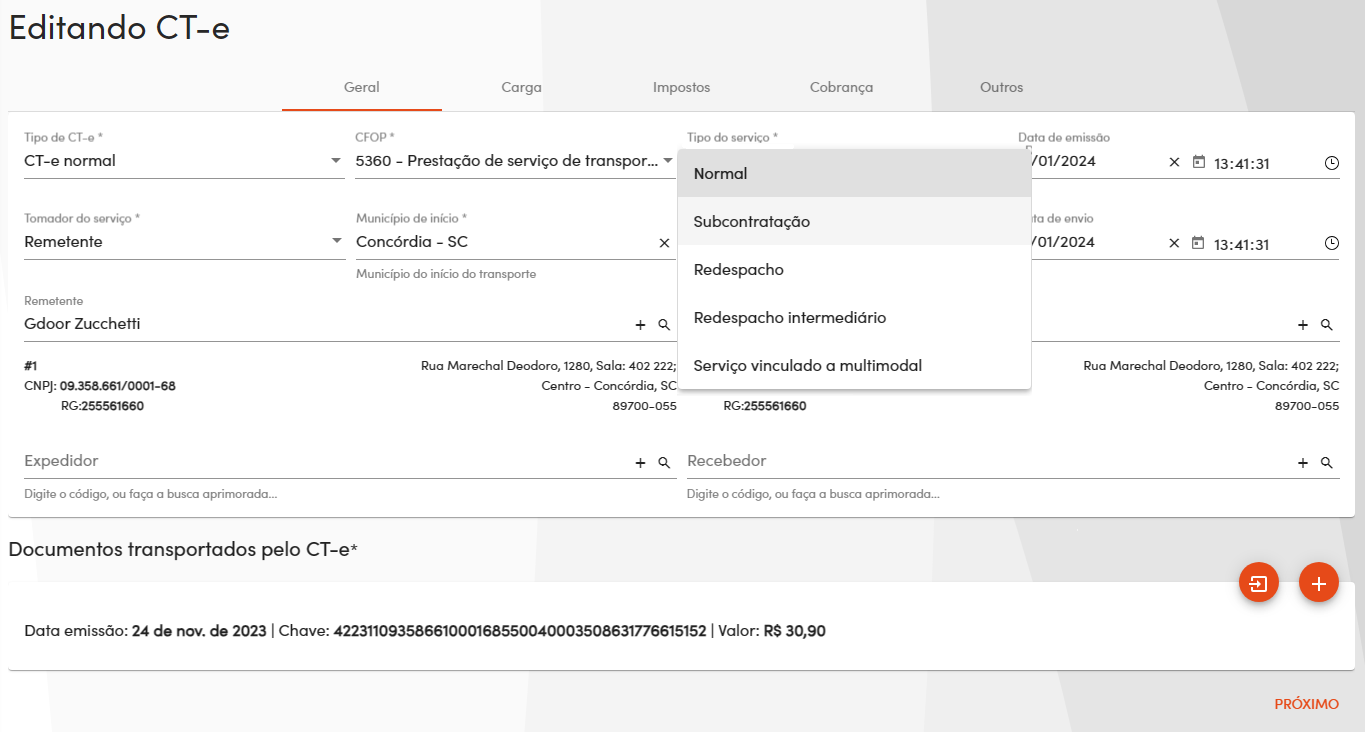 Editando CT-e
Geral Carga Impostos Cobrança Outros
Tipo de CT-e * CFOP * Tipo do serviço * Data de emissão
CT-e normal 5360 - Prestação de serviço de transpor... Normal /01/2024 13:41:31
Subcontratação
Tomador do serviço * Município de início * ta de envio
Remetente Concórdia - SC /01/2024 13:41:31
Município do início do transporte Redespacho
Remetente
Gdoor Zucchetti Redespacho intermediário
Serviço vinculado a multimodal
#1 Rua Marechal Deodoro, 1280, Sala: 402 222; Rua Marechal Deodoro, 1280, Sala: 402 222;
CNPJ: 09.358.661/0001-68 Centro - Concórdia, SC Centro - Concórdia, SC
RG:255561660 89700-055 RG:255561660 89700-055
Expedidor Recebedor
Digite o código, ou faça a busca aprimorada... Digite o código, ou faça a busca aprimorada...
Documentos transportados pelo CT-e*
Data emissão: 24 de nov. de 2023 | Chave: 42231109358661000168550040003508631776615152 | Valor: R$ 30,90
PRÓXIMO